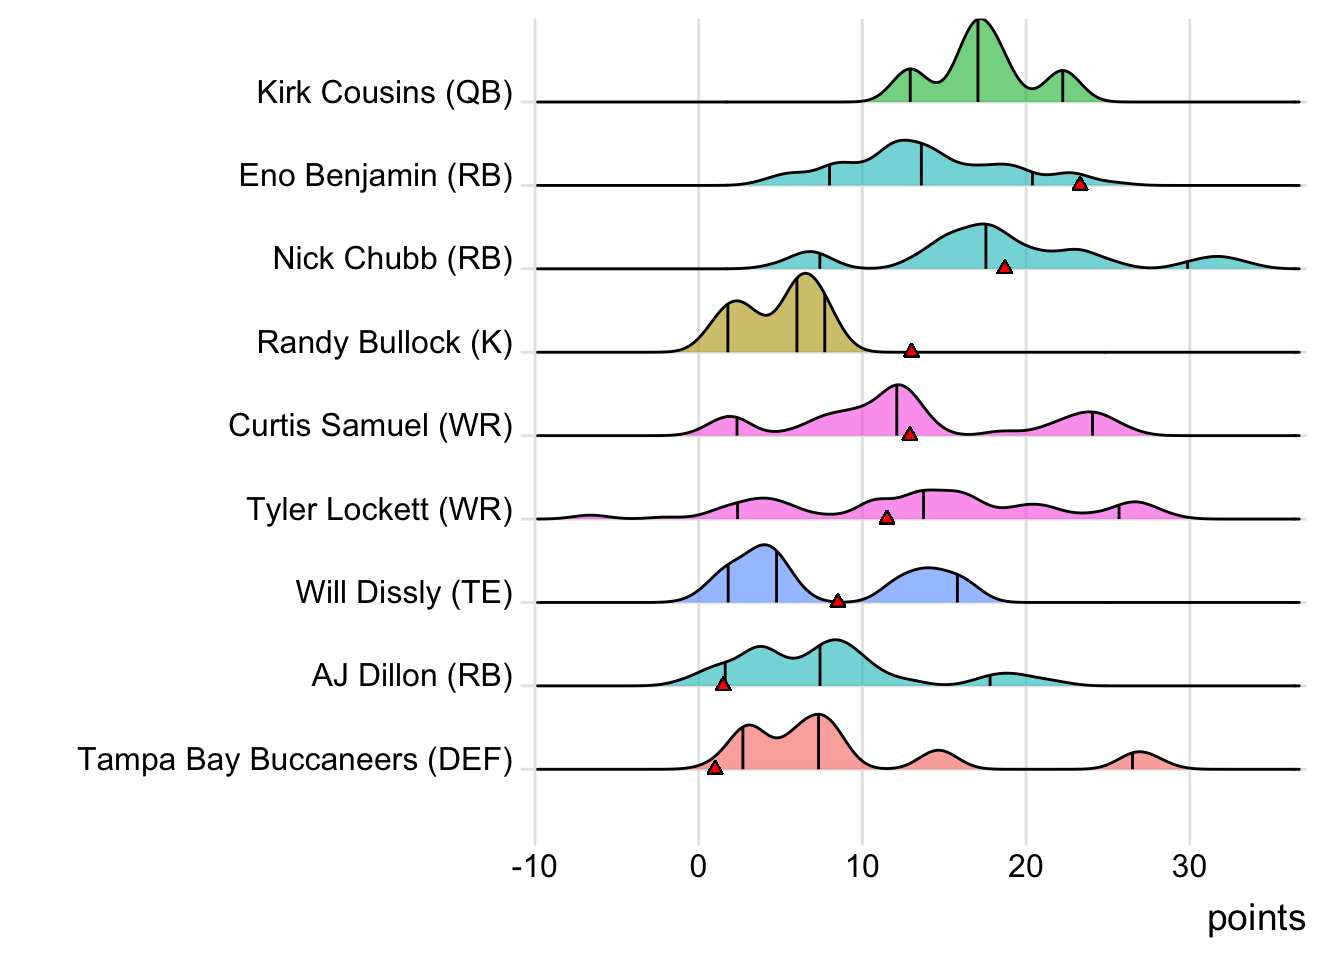 Kirk Cousins (QB)
Eno Benjamin (RB)
Nick Chubb (RB)
Randy Bullock (K)
Curtis Samuel (WR)
Tyler Lockett (WR)
Will Dissly (TE)
AJ Dillon (RB)
Tampa Bay Buccaneers (DEF)
-10 0 10 20 30
points